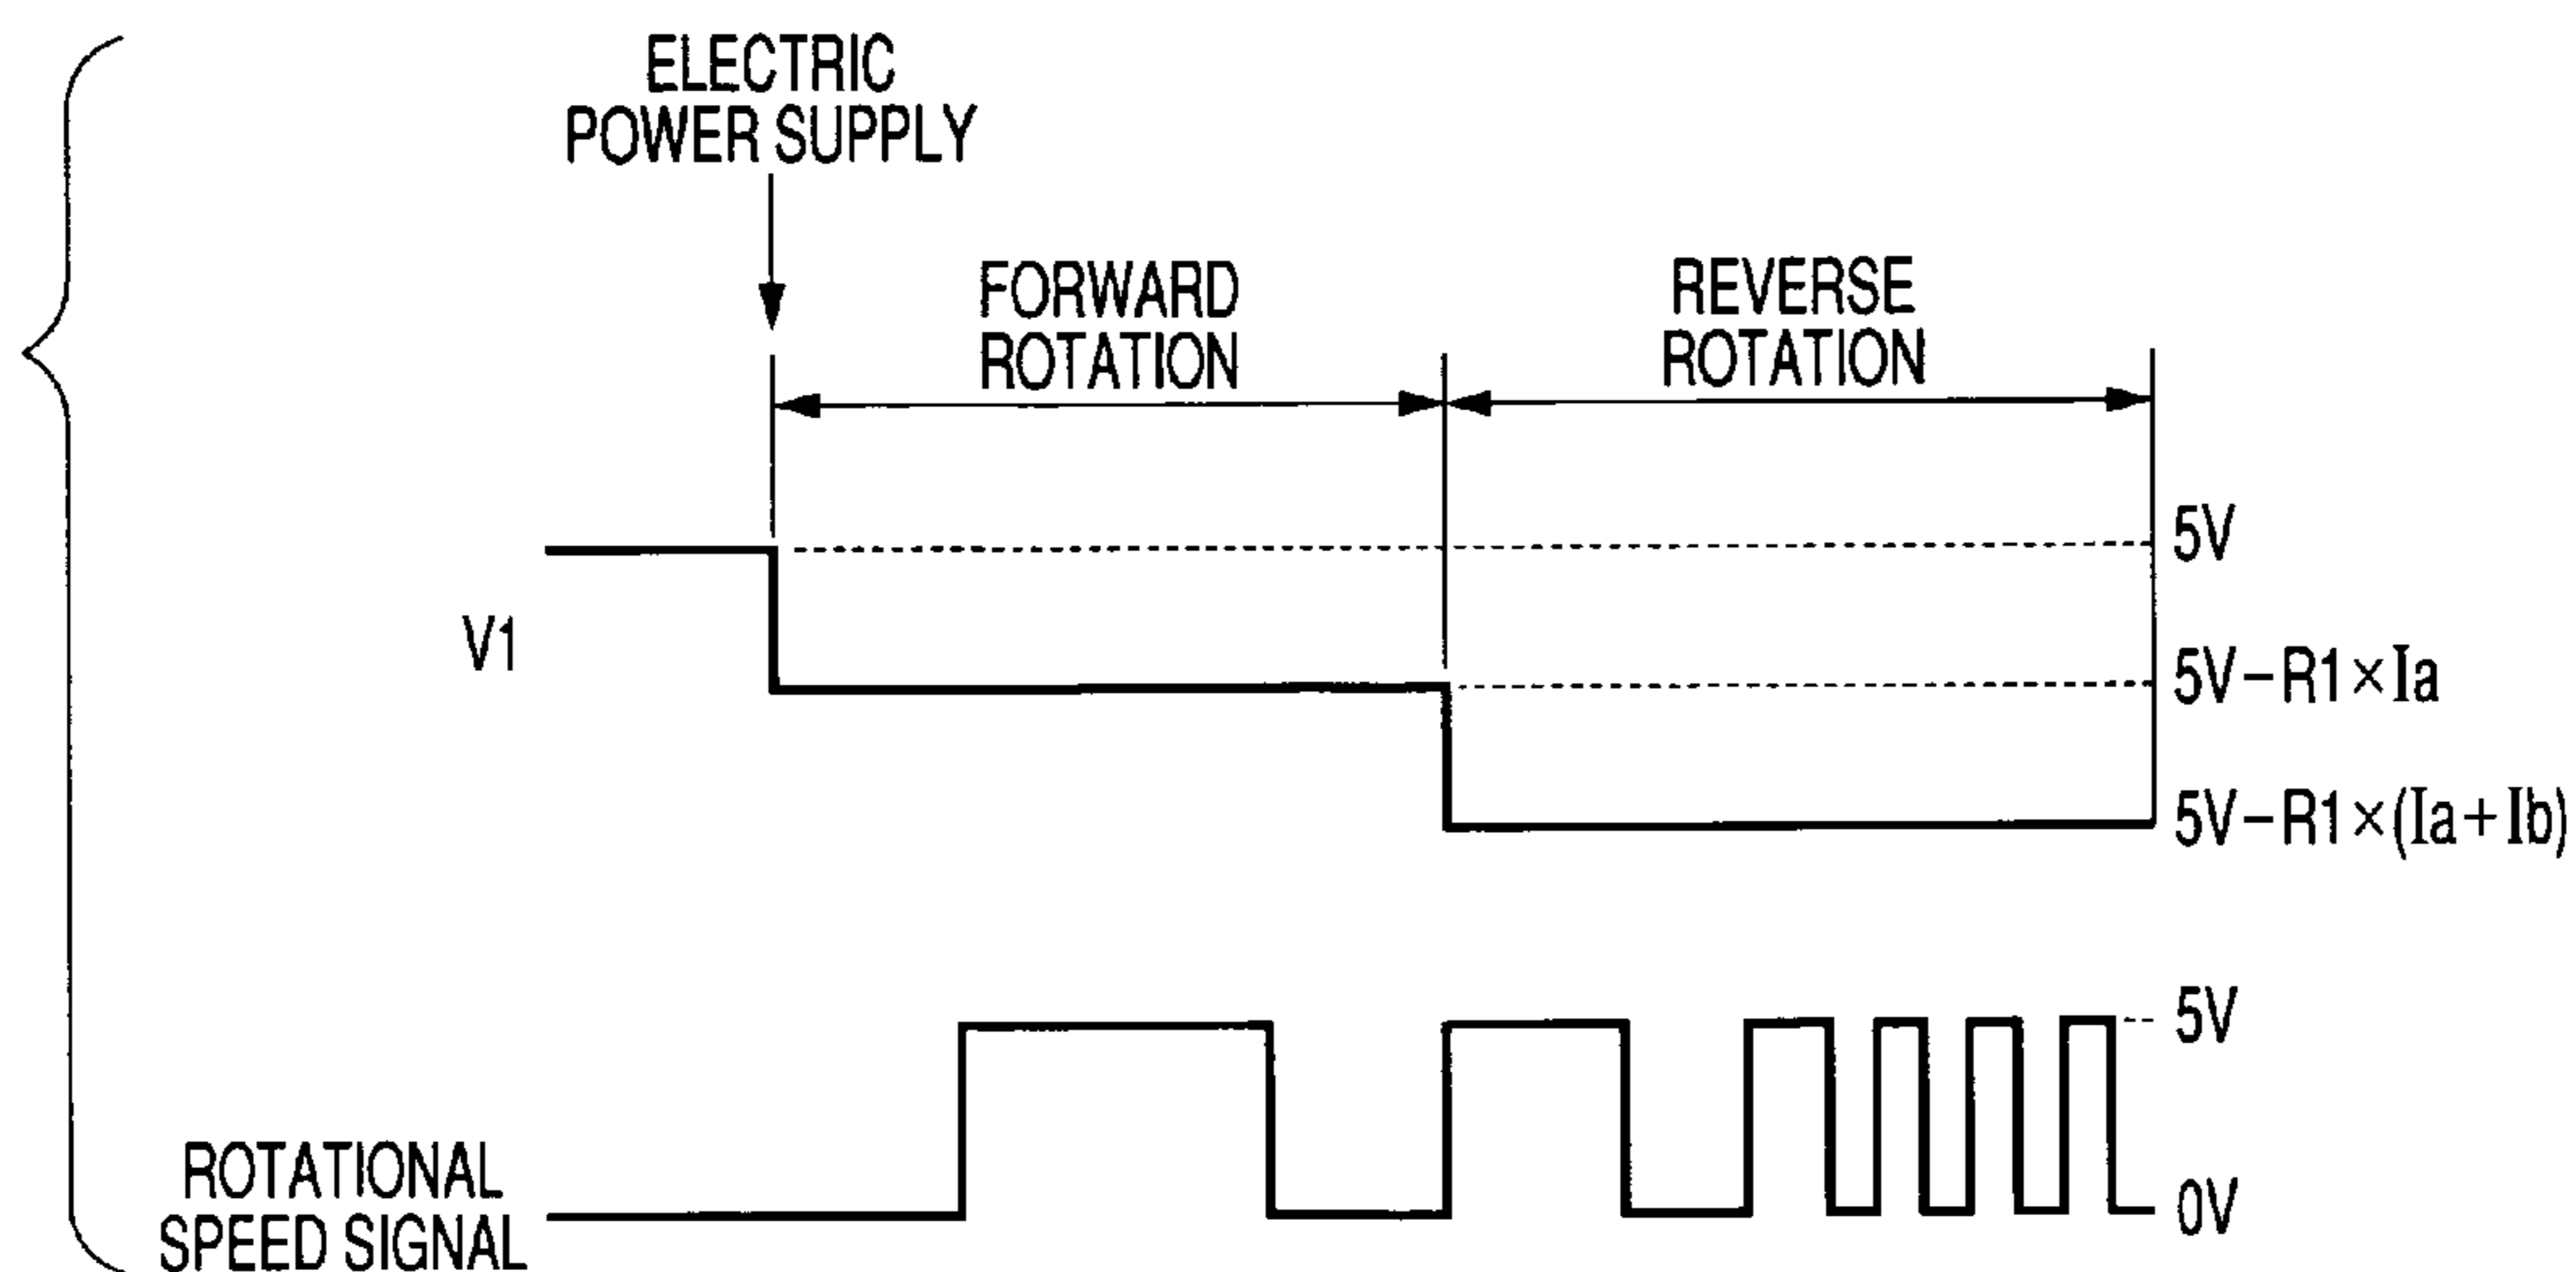 ELECTRIC
POWER SUPPLY
FORWARD
ROTATION
REVERSE
ROTATION
5V
V1
5V−R1×Ia
5V−R1×(Ia+Ib)
5V
ROTATIONAL
SPEED SIGNAL
0V